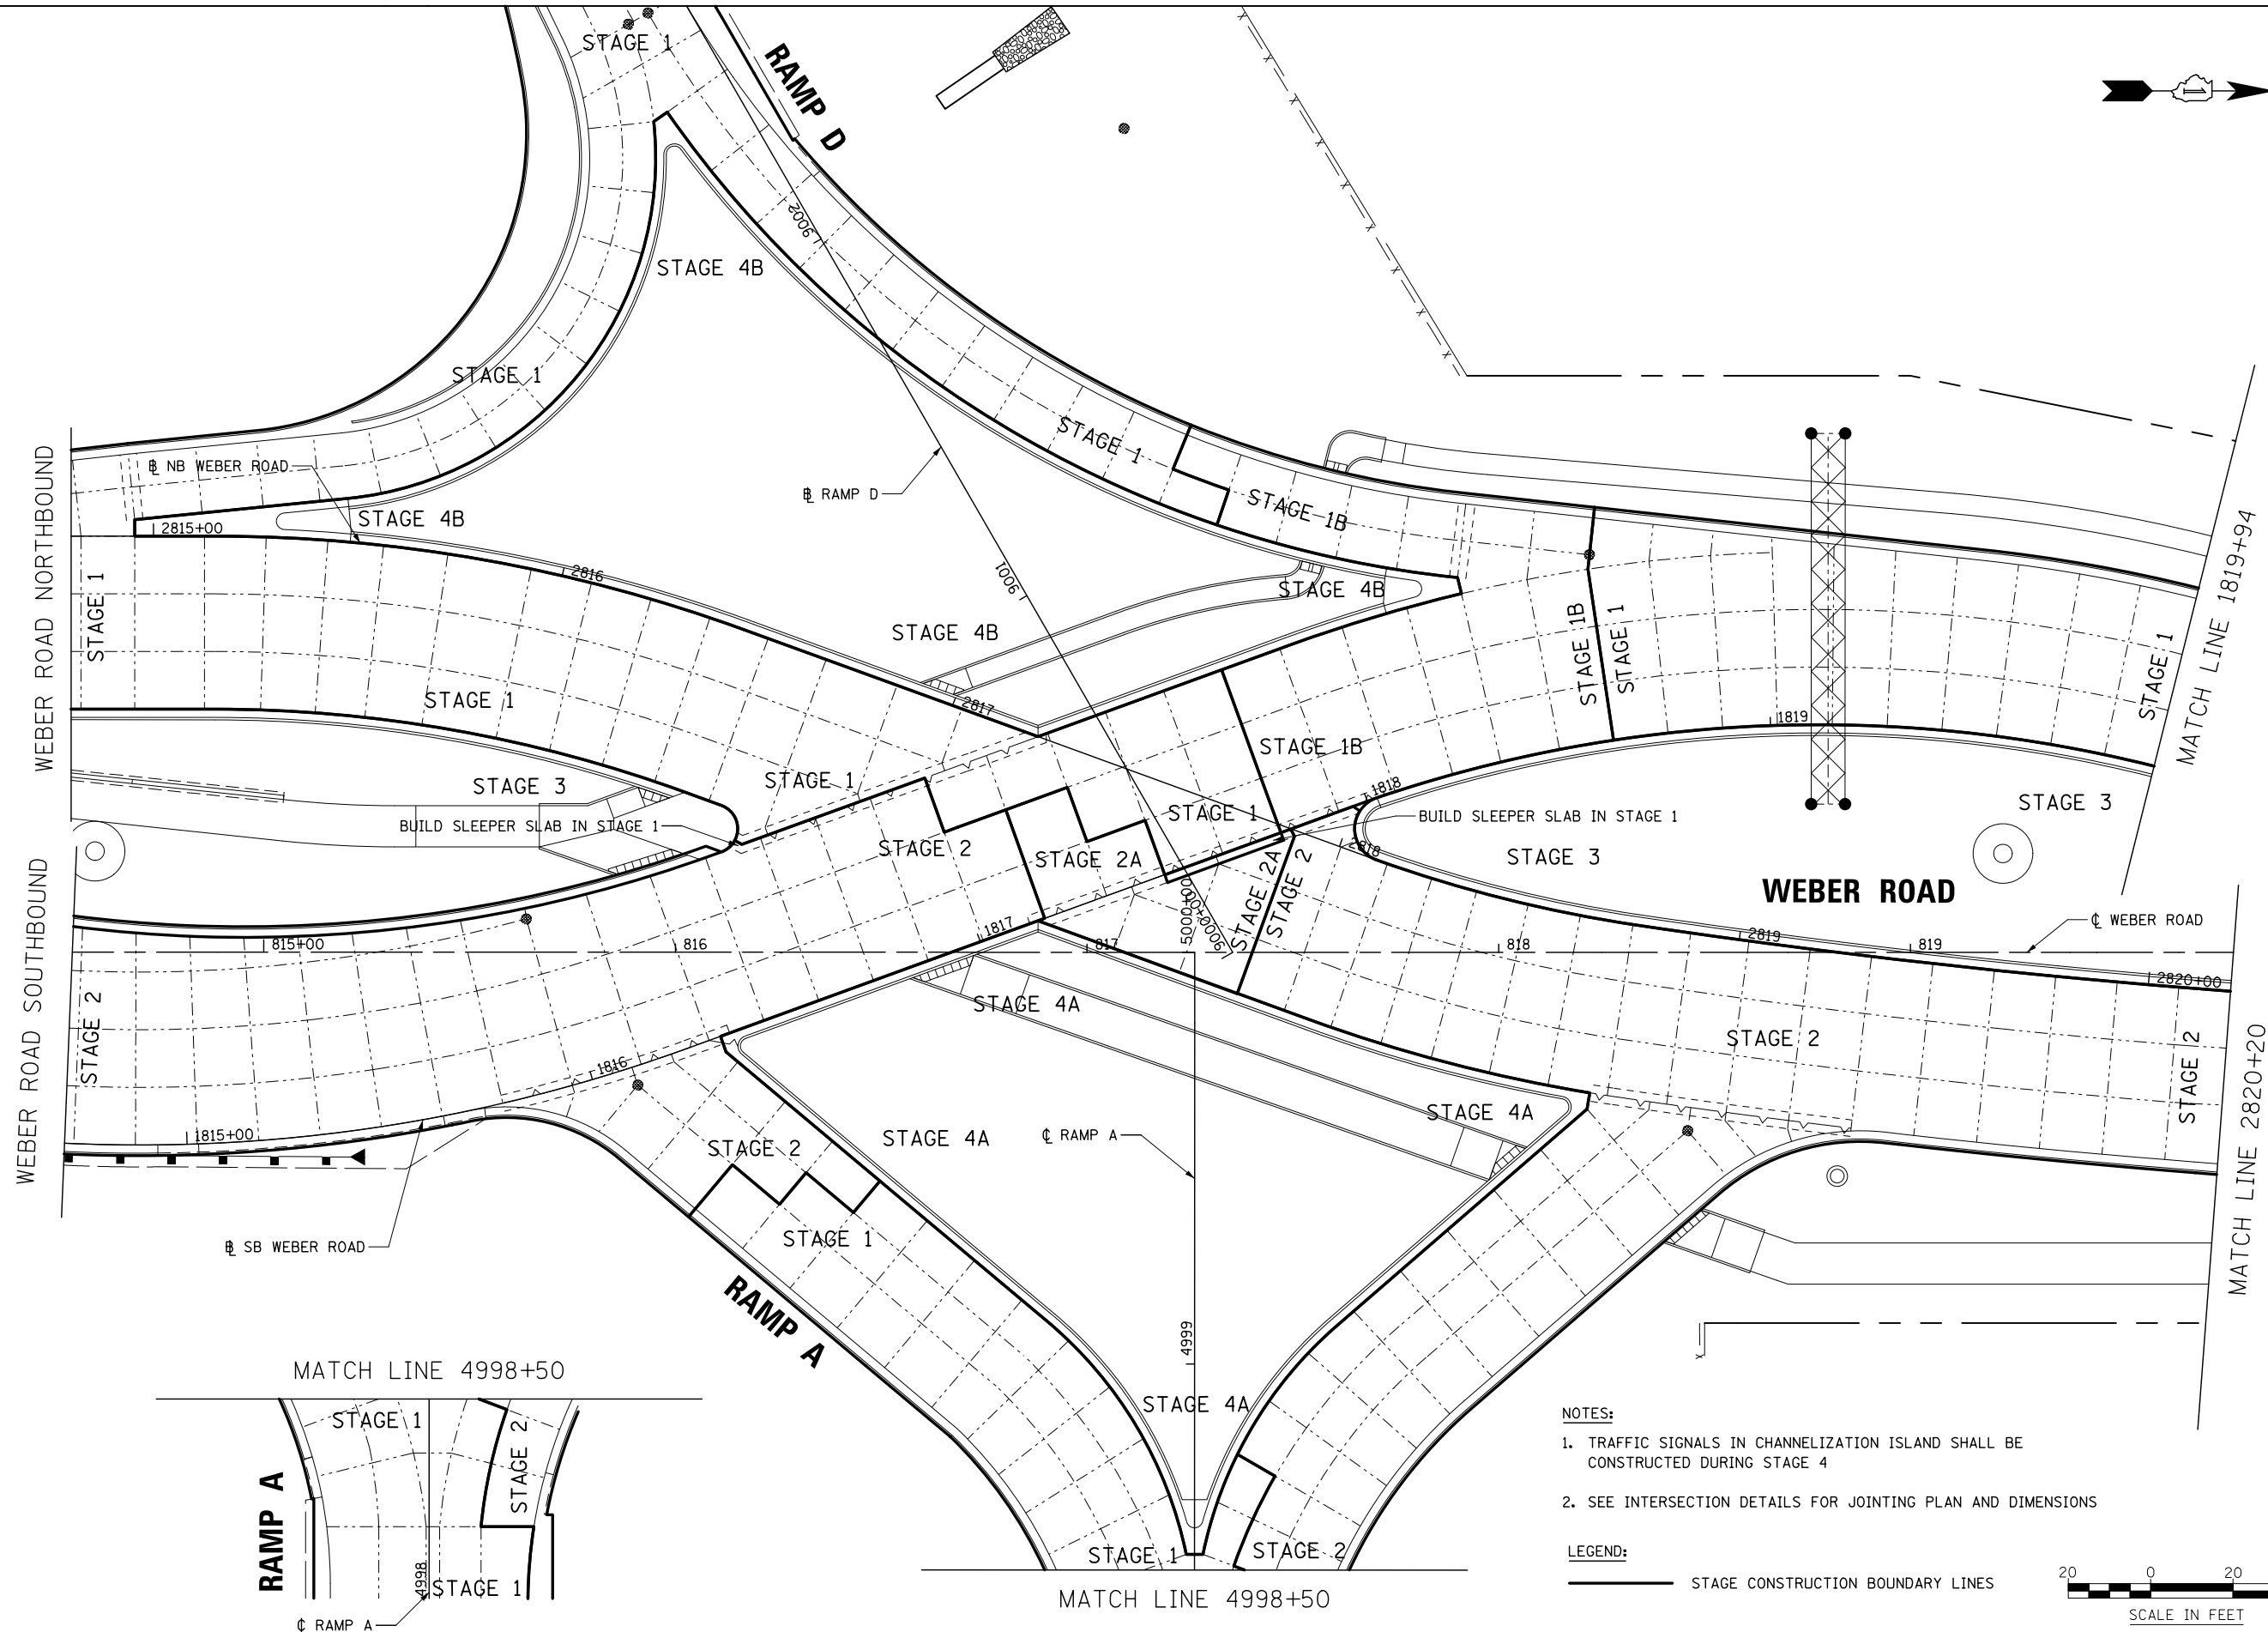 STAGE 1
RAMP D
9002
STAGE 4B
STAGE 1
STAGE 1
℄ NB WEBER ROAD
℄ RAMP D
STAGE 1B
STAGE 4B
2815+00
2816
9001
STAGE 4B
STAGE 4B
STAGE 1
STAGE 1B
STAGE 1
STAGE 1
MATCH LINE 1819+94
WEBER ROAD NORTHBOUND
STAGE 1
2817
1819
STAGE 1B
STAGE 1
STAGE 3
1818
STAGE 1
STAGE 3
BUILD SLEEPER SLAB IN STAGE 1
BUILD SLEEPER SLAB IN STAGE 1
STAGE 2
STAGE 2A
2818
STAGE 3
WEBER ROAD
WEBER ROAD SOUTHBOUND
STAGE 2A
STAGE 2
5000+00
9000+00
1817
℄ WEBER ROAD
815+00
816
817
818
2819
819
2820+00
STAGE 4A
STAGE 2
STAGE 2
STAGE 2
1816
1815+00
STAGE 4A
STAGE 4A
℄ RAMP A
STAGE 2
MATCH LINE 2820+20
STAGE 1
℄ SB WEBER ROAD
RAMP A
4999
MATCH LINE 4998+50
STAGE 4A
STAGE 1
STAGE 2
RAMP A
4998
STAGE 1
℄ RAMP A
STAGE 1
STAGE 2
MATCH LINE 4998+50
NOTES:
1. TRAFFIC SIGNALS IN CHANNELIZATION ISLAND SHALL BE
CONSTRUCTED DURING STAGE 4
2. SEE INTERSECTION DETAILS FOR JOINTING PLAN AND DIMENSIONS
LEGEND:
STAGE CONSTRUCTION BOUNDARY LINES
20 0 20
SCALE IN FEET